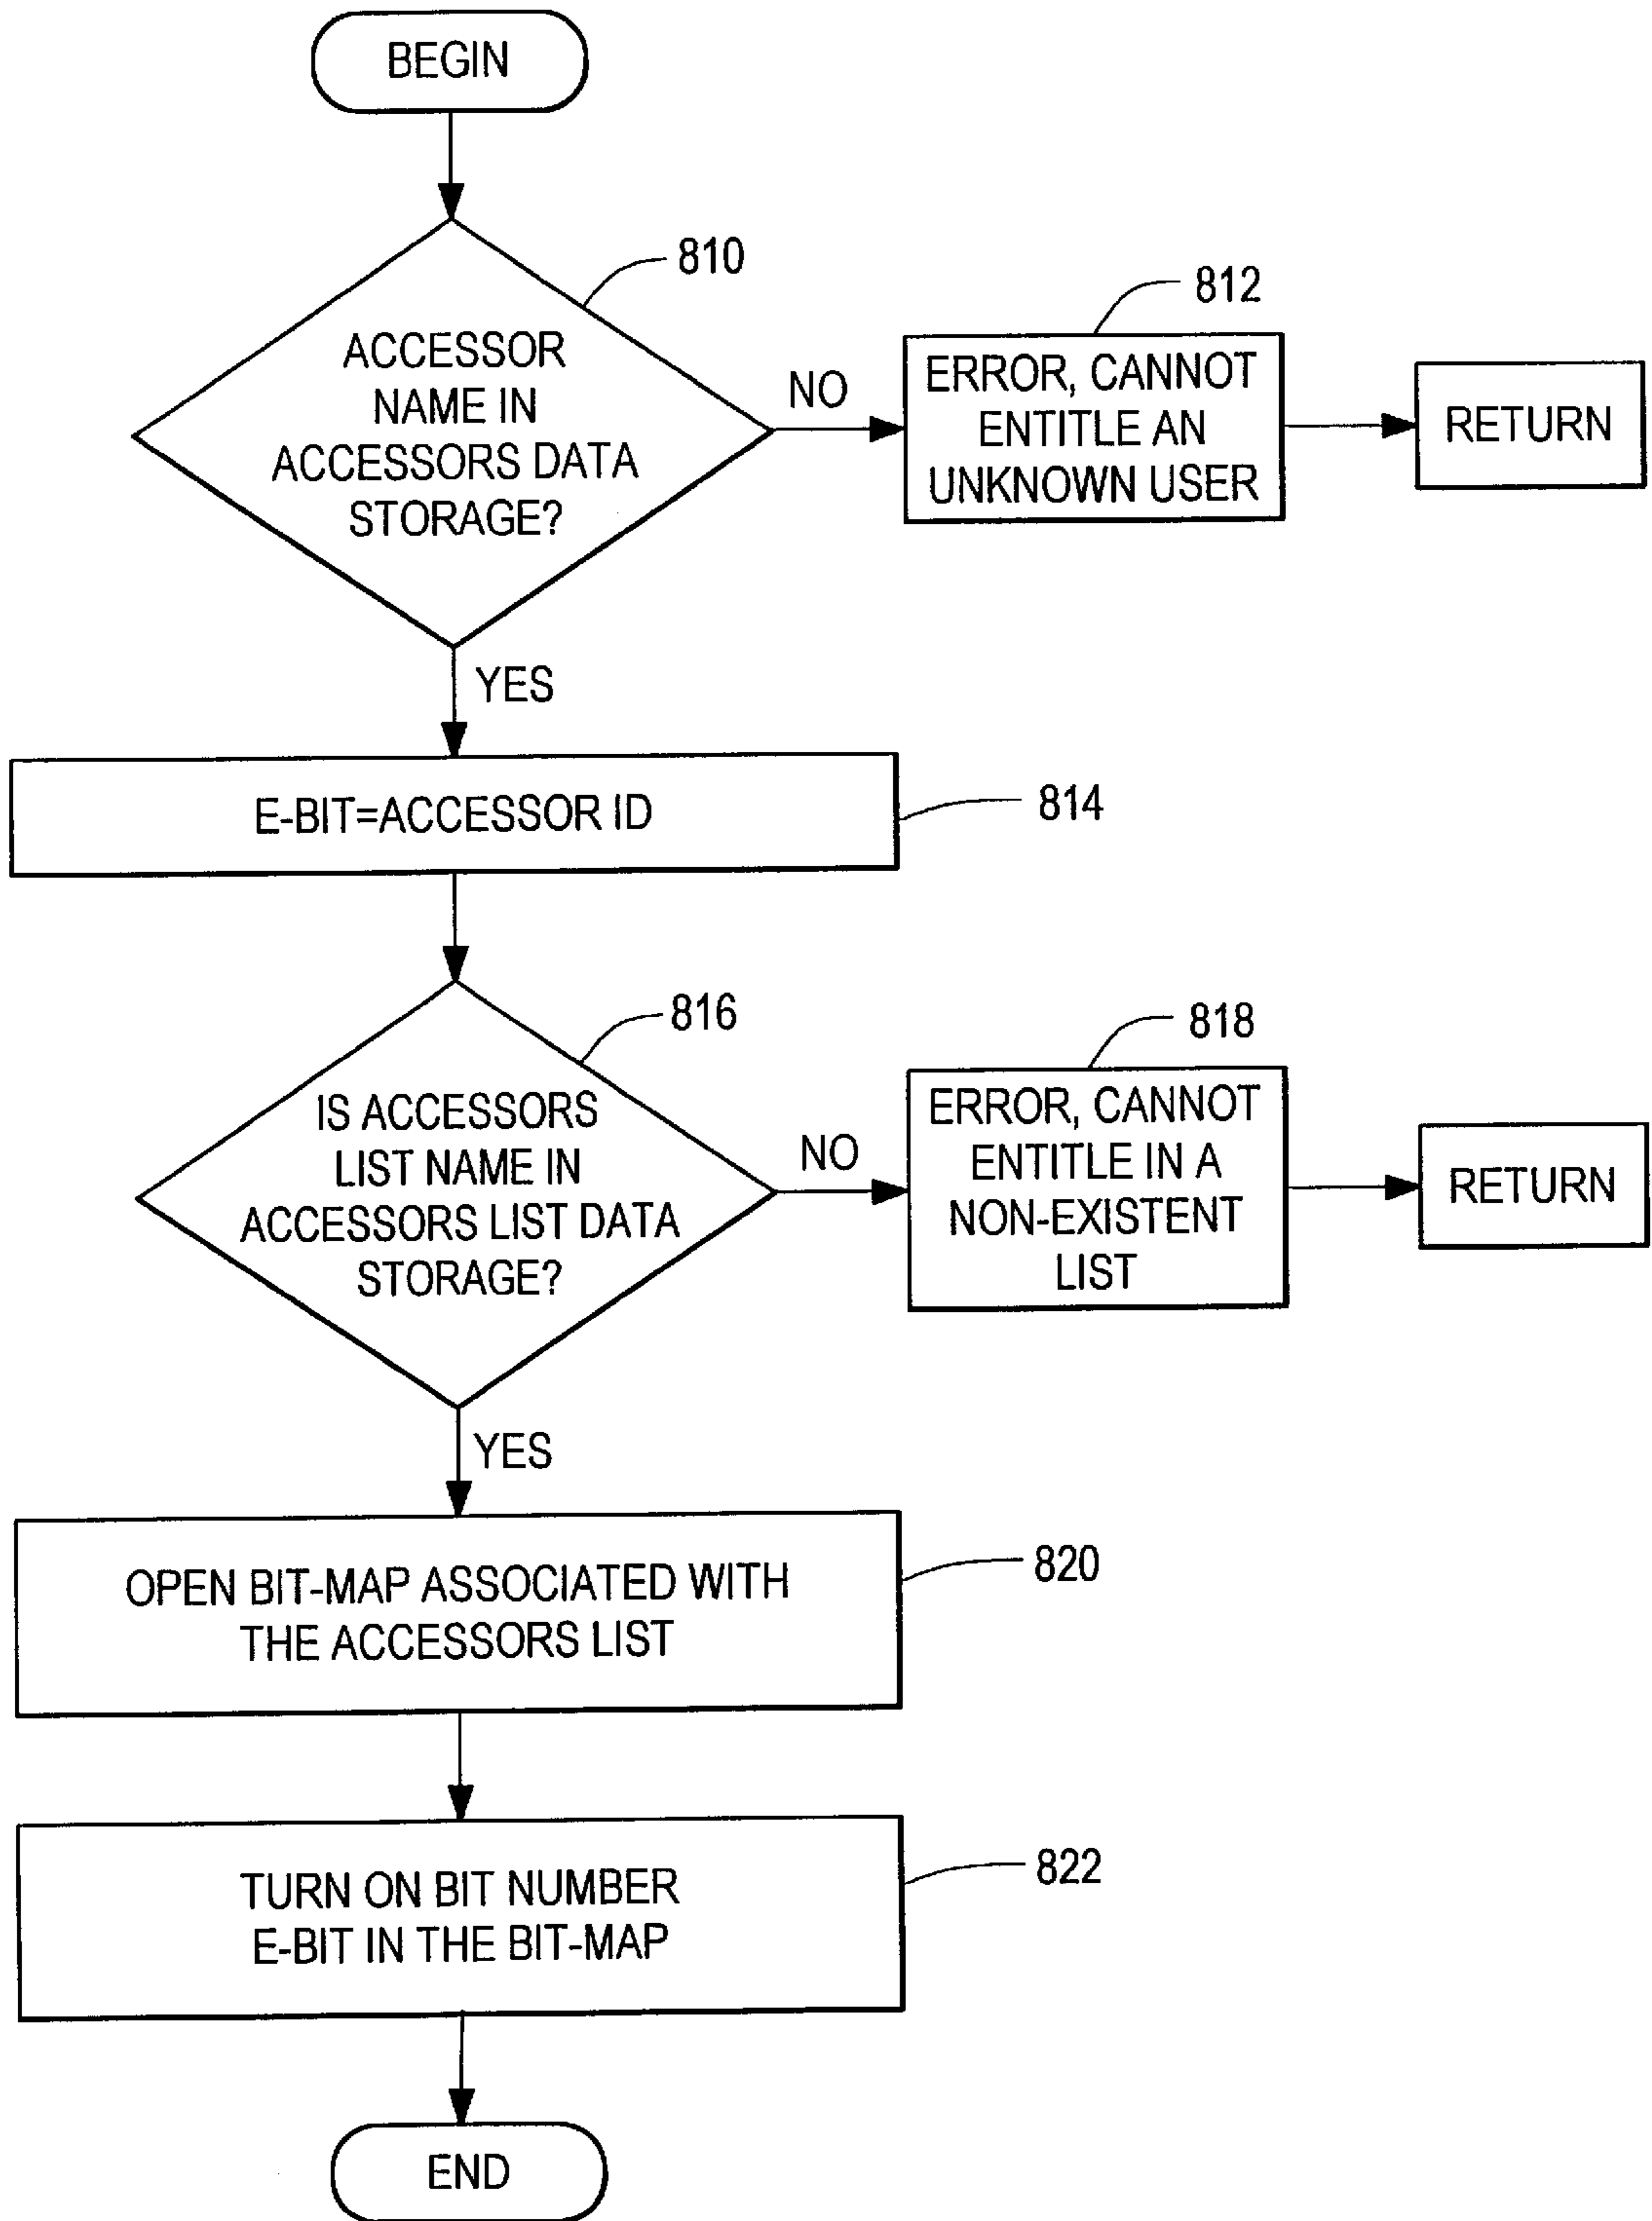 BEGIN
810
ACCESSOR
NAME IN
ACCESSORS DATA
STORAGE?
NO
812
ERROR, CANNOT
ENTITLE AN
UNKNOWN USER
RETURN
YES
E-BIT=ACCESSOR ID
814
816
IS ACCESSORS
LIST NAME IN
ACCESSORS LIST DATA
STORAGE?
NO
818
ERROR, CANNOT
ENTITLE IN A
NON-EXISTENT
LIST
RETURN
YES
OPEN BIT-MAP ASSOCIATED WITH
THE ACCESSORS LIST
820
TURN ON BIT NUMBER
E-BIT IN THE BIT-MAP
822
END